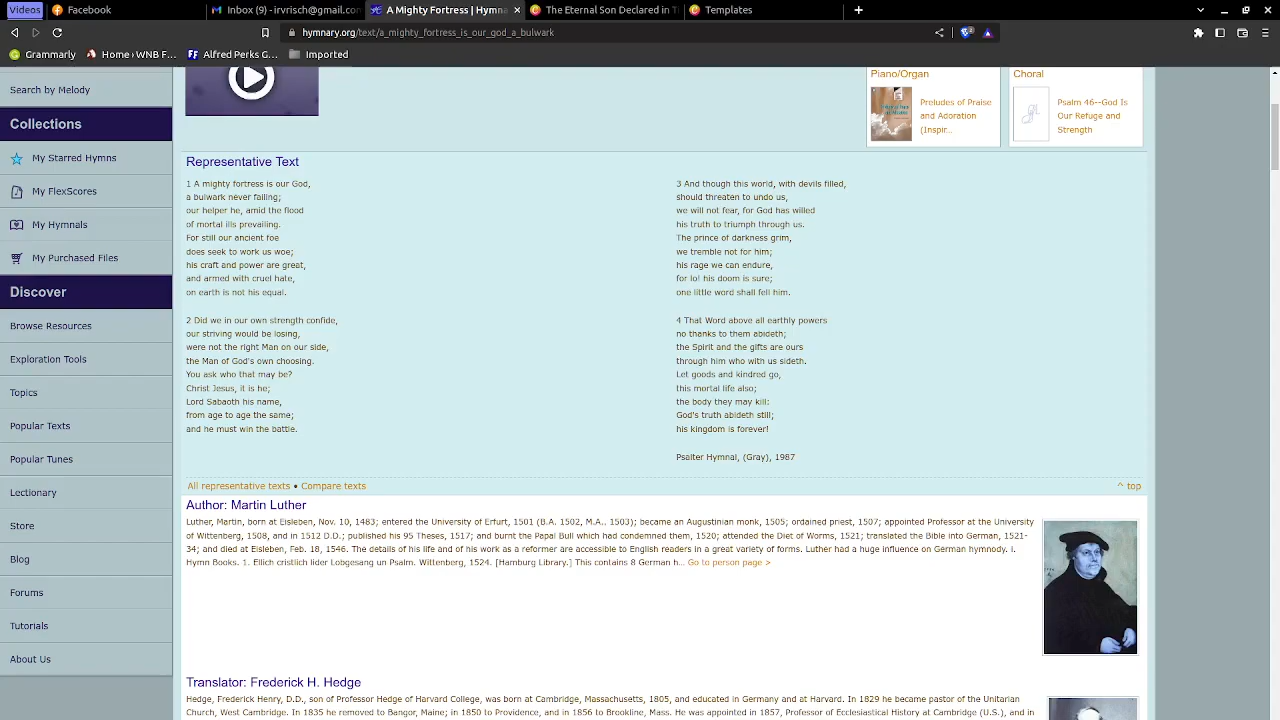 Videos
Facebook
Inbox (9) - irvrisch@gmail.con
A Mighty Fortress | Hymna
The Eternal Son Declared in Ti
Templates
hymnary.org/text/a_mighty_fortress_is_our_god_a_bulwark
Getting Started
Home - WNB F...
Alfred Persson's G...
Imported
Search by Melody
Collections
My Starred Hymns
My FlexScores
My Hymnals
My Purchased Files
Discover
Browse Resources
Exploration Tools
Topics
Popular Texts
Popular Tunes
Lectionary
Store
Blog
Forums
Tutorials
About Us
Piano/Organ
Preludes of Praise
and Adoration
(Inspir...
Choral
Psalm 46--God Is
Our Refuge and
Strength
Representative Text
1 A mighty fortress is our God,
a bulwark never failing;
our helper he, amid the flood
of mortal ills prevailing.
For still our ancient foe
does seek to work us woe;
his craft and power are great,
and armed with cruel hate,
on earth is not his equal.
2 Did we in our own strength confide,
our striving would be losing,
were not the right Man on our side,
the Man of God's own choosing.
You ask who that may be?
Christ Jesus, it is he;
Lord Sabaoth his name,
from age to age the same;
and he must win the battle.
3 And though this world, with devils filled,
should threaten to undo us,
we will not fear, for God has willed
his truth to triumph through us.
The prince of darkness grim,
we tremble not for him;
his rage we can endure,
for lo! his doom is sure;
one little word shall fell him.
4 That Word above all earthly powers
no thanks to them abideth;
the Spirit and the gifts are ours
through him who with us sideth.
Let goods and kindred go,
this mortal life also;
the body they may kill:
God's truth abideth still;
his kingdom is forever!
Psalter Hymnal, (Gray), 1987
All representative texts • Compare texts
^ top
Author: Martin Luther
Luther, Martin, born at Eisleben, Nov. 10, 1483; entered the University of Erfurt, 1501 (B.A. 1502, M.A.. 1503); became an Augustinian monk, 1505; ordained priest, 1507; appointed Professor at the University
of Wittenberg, 1508, and in 1512 D.D.; published his 95 Theses, 1517; and burnt the Papal Bull which had condemned them, 1520; attended the Diet of Worms, 1521; translated the Bible into German, 1521-
34; and died at Eisleben, Feb. 18, 1546. The details of his life and of his work as a reformer are accessible to English readers in a great variety of forms. Luther had a huge influence on German hymnody. i.
Hymn Books. 1. Ellich cristlich lider Lobgesang un Psalm. Wittenberg, 1524. [Hamburg Library.] This contains 8 German h... Go to person page >
Translator: Frederick H. Hedge
Hedge, Frederick Henry, D.D., son of Professor Hedge of Harvard College, was born at Cambridge, Massachusetts, 1805, and educated in Germany and at Harvard. In 1829 he became pastor of the Unitarian
Church, West Cambridge. In 1835 he removed to Bangor, Maine; in 1850 to Providence, and in 1856 to Brookline, Mass. He was appointed in 1857, Professor of Ecclesiastical History at Cambridge (U.S.), and in